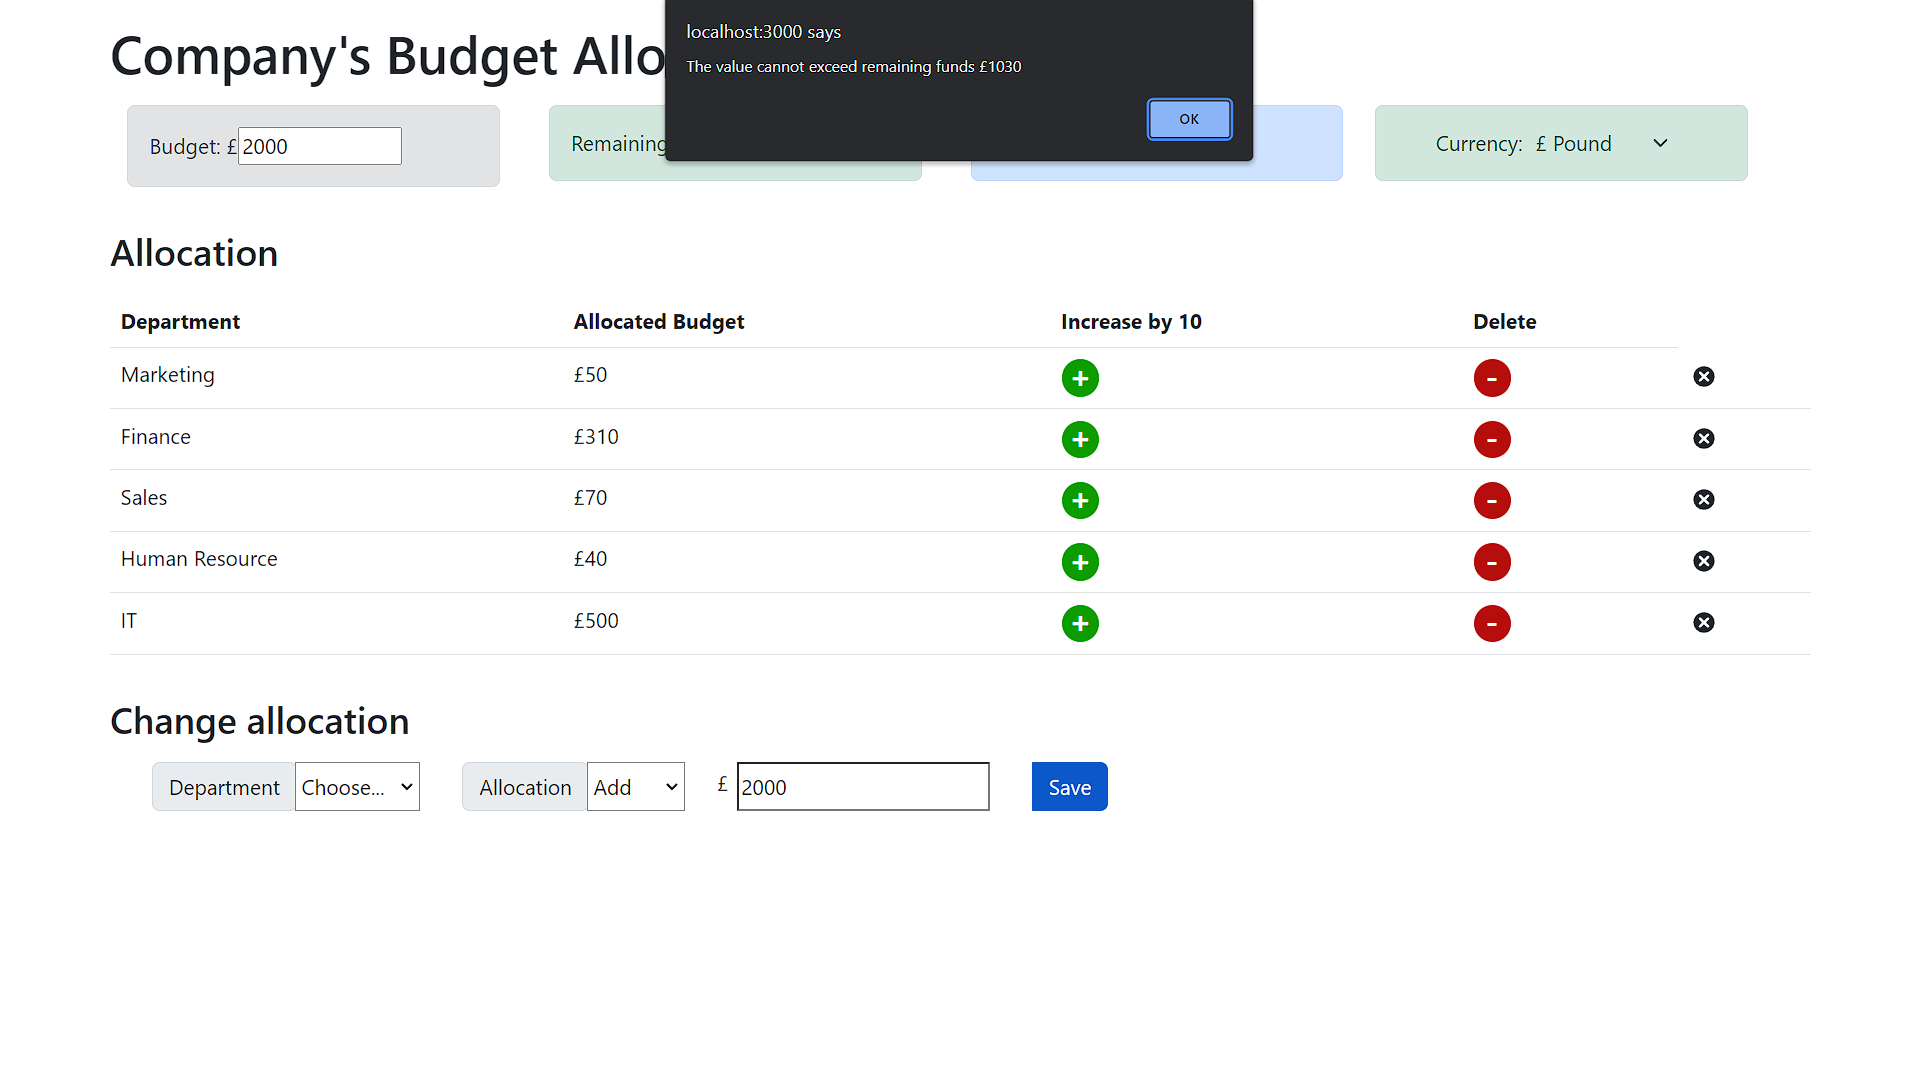 Company's Budget Allo
localhost:3000 says
The value cannot exceed remaining funds £1030
OK
Budget: £ 2000
Remaining
Currency: £ Pound
Allocation
Department Allocated Budget Increase by 10 Delete
Marketing £50 + -
Finance £310 + -
Sales £70 + -
Human Resource £40 + -
IT £500 + -
Change allocation
Department Choose... Allocation Add £ 2000 Save